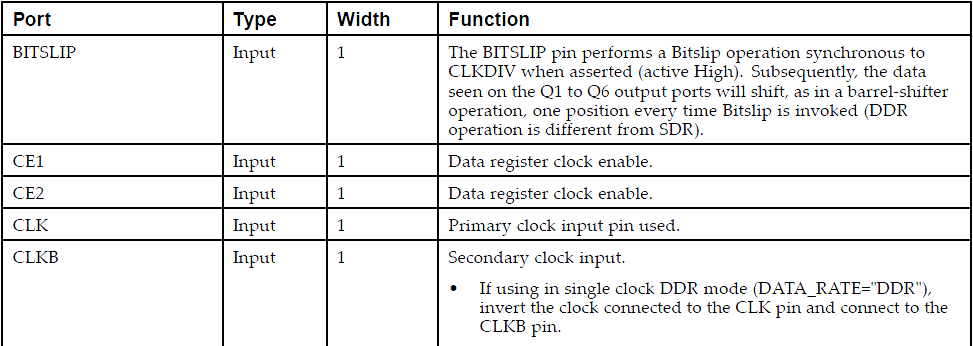 Port Type Width Function
BITSLIP Input 1 The BITSLIP pin performs a Bitslip operation synchronous to
CLKDIV when asserted (active High). Subsequently, the data
seen on the Q1 to Q6 output ports will shift, as in a barrel-shifter
operation, one position every time Bitslip is invoked (DDR
operation is different from SDR).
CE1 Input 1 Data register clock enable.
CE2 Input 1 Data register clock enable.
CLK Input 1 Primary clock input pin used.
CLKB Input 1 Secondary clock input.
• If using in single clock DDR mode (DATA_RATE="DDR"),
invert the clock connected to the CLK pin and connect to the
CLKB pin.